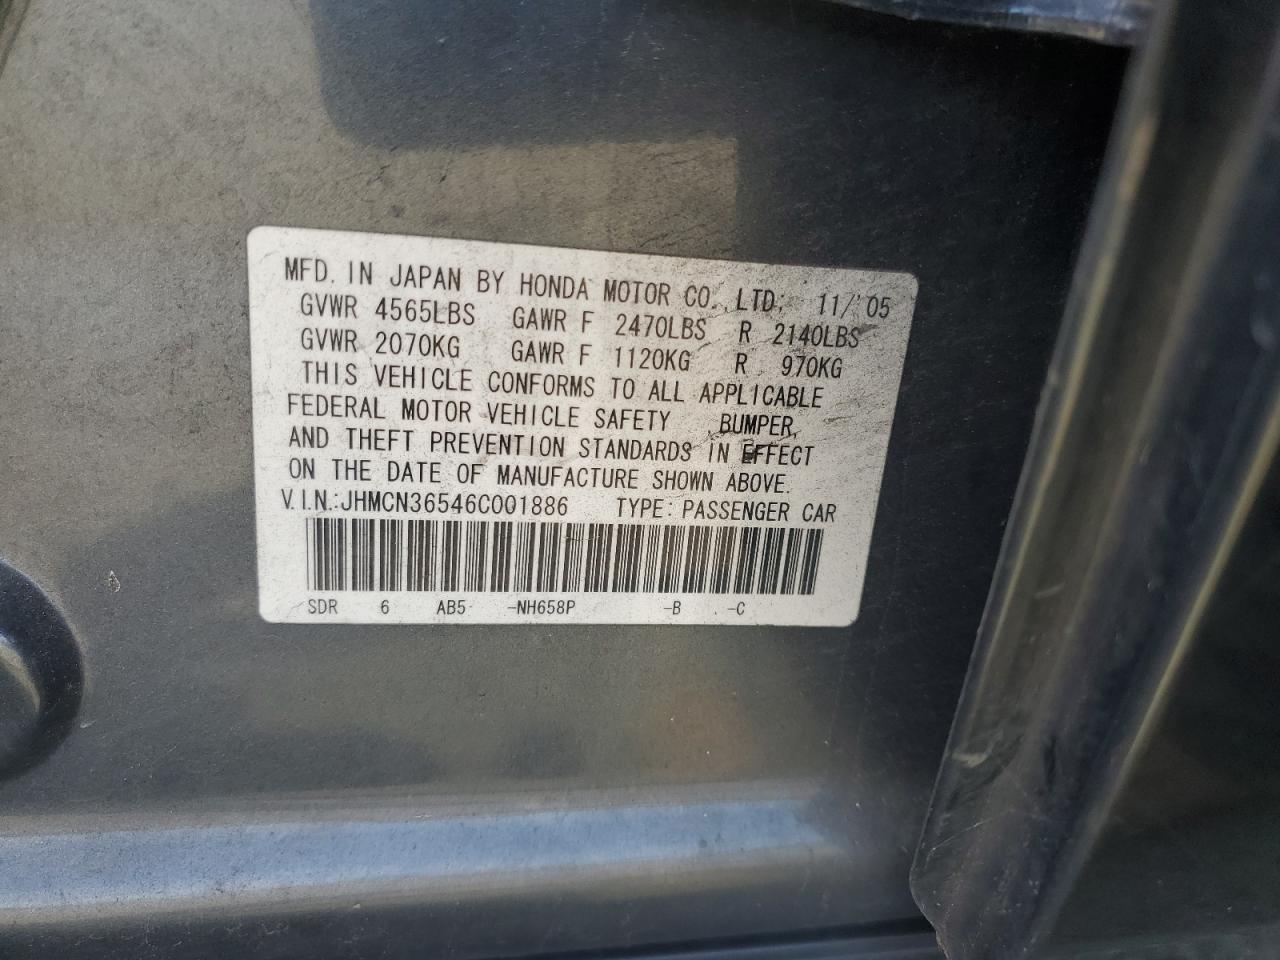 MFD. IN JAPAN BY HONDA MOTOR CO., LTD. 11/'05
GVWR 4565LBS GAWR F 2470LBS R 2140LBS
GVWR 2070KG GAWR F 1120KG R 970KG
THIS VEHICLE CONFORMS TO ALL APPLICABLE
FEDERAL MOTOR VEHICLE SAFETY, BUMPER,
AND THEFT PREVENTION STANDARDS IN EFFECT
ON THE DATE OF MANUFACTURE SHOWN ABOVE.
V.I.N.:JHMCN36546C001886 TYPE: PASSENGER CAR
SDR 6 AB5 -NH658P -B -C